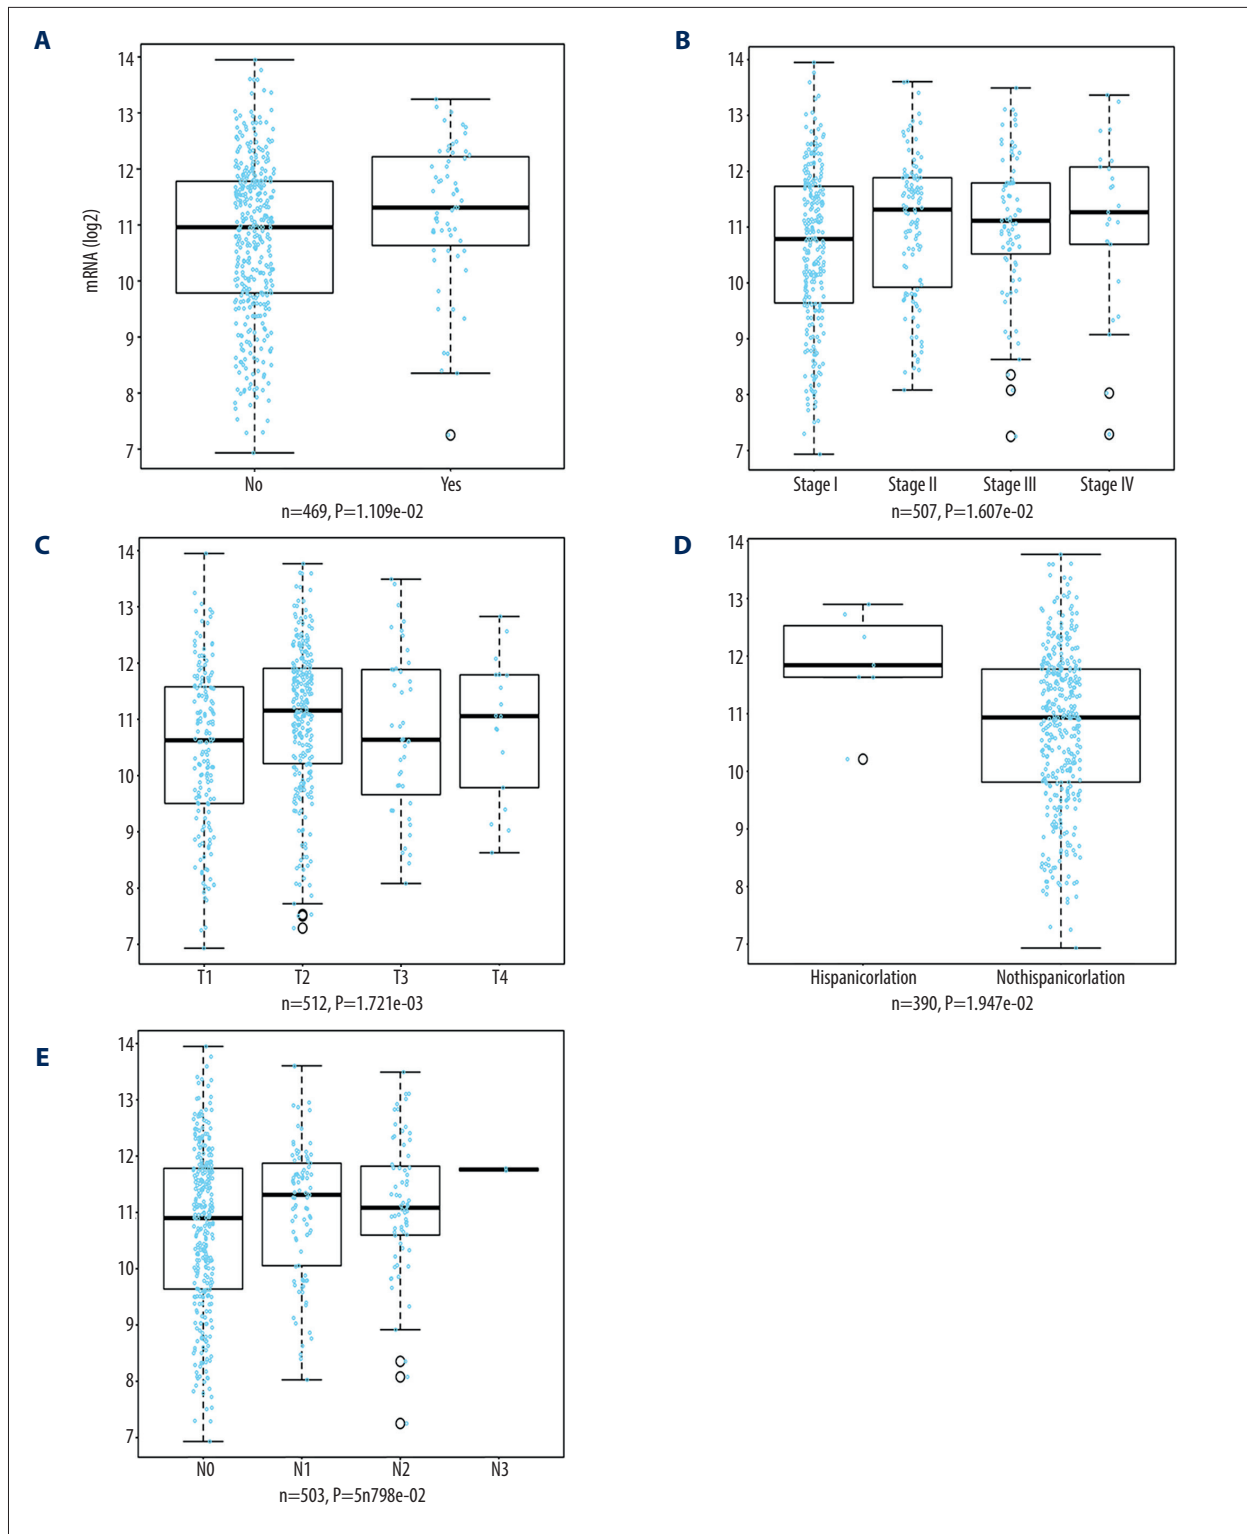 A
mRNA (log2)
14
13
12
11
10
9
8
7
No Yes
n=469, P=1.109e-02
B
14
13
12
11
10
9
8
7
Stage I Stage II Stage III Stage IV
n=507, P=1.607e-02
C
14
13
12
11
10
9
8
7
T1 T2 T3 T4
n=512, P=1.721e-03
D
14
13
12
11
10
9
8
7
Hispanicorlation Nothispanicorlation
n=390, P=1.947e-02
E
14
13
12
11
10
9
8
7
N0 N1 N2 N3
n=503, P=5n798e-02